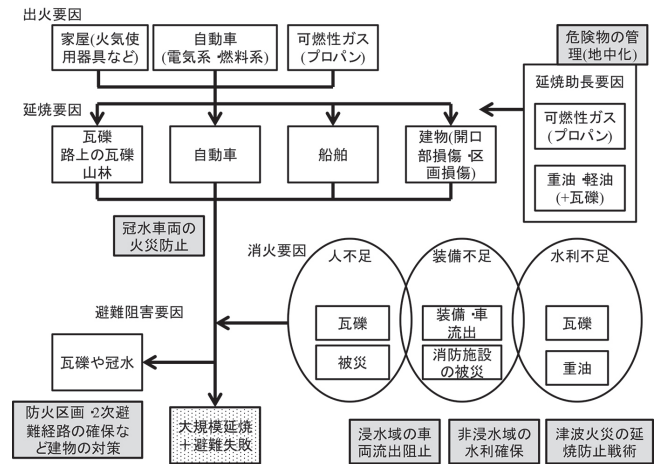 出火要因
家屋(火気使
用器具など)
自動車
(電気系・燃料系)
可燃性ガス
(プロパン)
危険物の管
理(地中化)
延焼助長要因
可燃性ガス
(プロパン)
重油・軽油
(+瓦礫)
延焼要因
瓦礫
路上の瓦礫
山林
自動車
船舶
建物(開口
部損傷・区
画損傷)
冠水車両の
火災防止
消火要因
人不足
装備不足
水利不足
瓦礫
被災
装備・車
流出
消防施設
の被災
瓦礫
重油
避難阻害要因
瓦礫や冠水
防火区画・2次避
難経路の確保な
ど建物の対策
大規模延焼
+避難失敗
浸水域の車
両流出阻止
非浸水域の
水利確保
津波火災の延
焼防止戦術